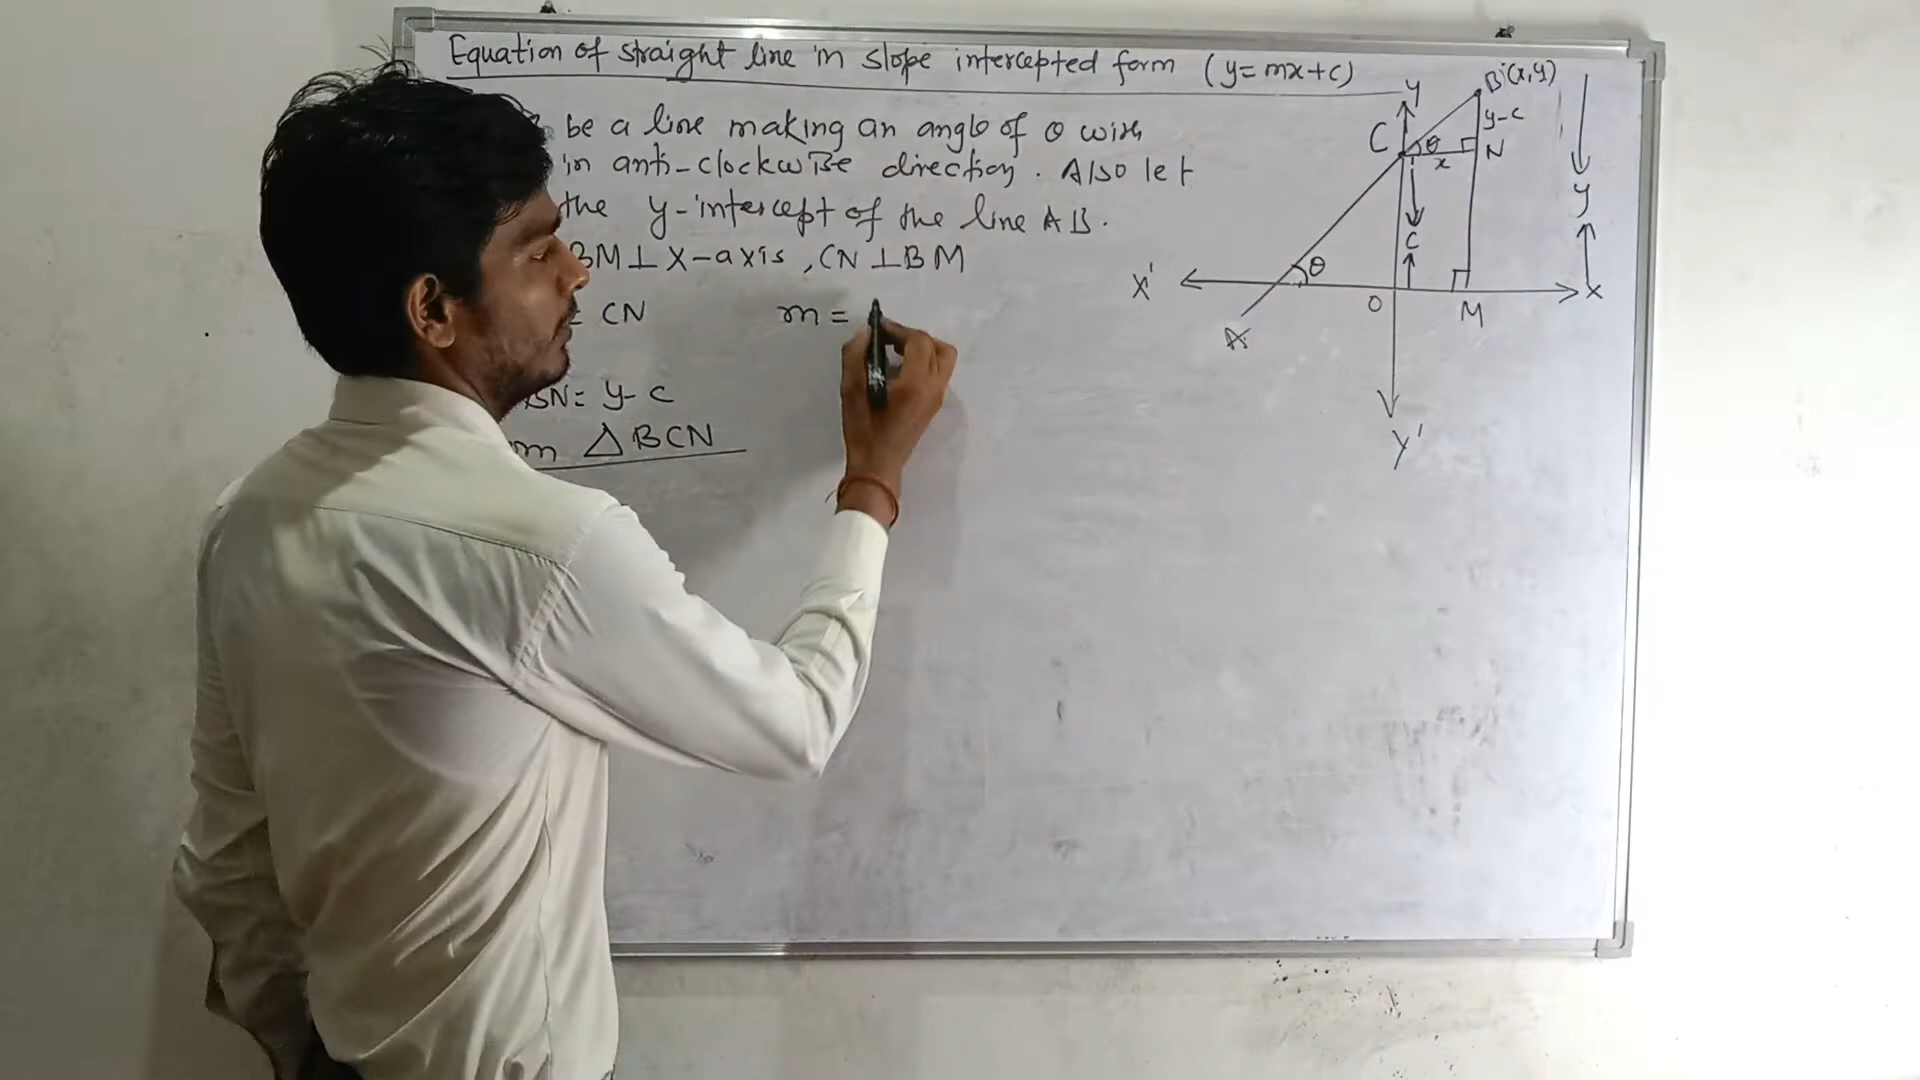 Equation of straight line in slope intercepted form (y=mx+c)
be a line making an angle of θ with
in anti-clockwise direction. Also let
the y-intercept of the line AB.
BM⊥X-axis, CN⊥BM
= CN
m =
BN= y-c
m △BCN
y
B(x,y)
y-c
C
θ
x
N
y
c
X'
θ
O
M
X
A
y'